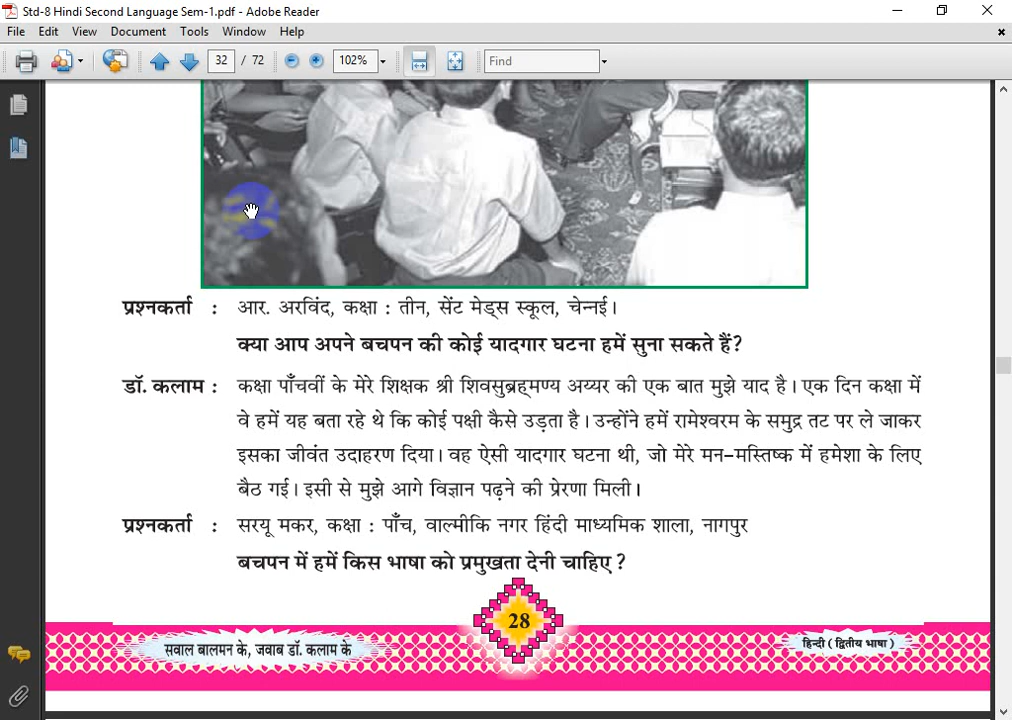 Std-8 Hindi Second Language Sem-1.pdf - Adobe Reader
File Edit View Document Tools Window Help
32 / 72 102% Find
प्रश्नकर्ता : आर. अरविंद, कक्षा : तीन, सेंट मेड्स स्कूल, चेन्नई।
क्या आप अपने बचपन की कोई यादगार घटना हमें सुना सकते हैं?
डॉ. कलाम : कक्षा पाँचवीं के मेरे शिक्षक श्री शिवसुब्रह्मण्य अय्यर की एक बात मुझे याद है। एक दिन कक्षा में
वे हमें यह बता रहे थे कि कोई पक्षी कैसे उड़ता है। उन्होंने हमें रामेश्वरम के समुद्र तट पर ले जाकर
इसका जीवंत उदाहरण दिया। वह ऐसी यादगार घटना थी, जो मेरे मन-मस्तिष्क में हमेशा के लिए
बैठ गई। इसी से मुझे आगे विज्ञान पढ़ने की प्रेरणा मिली।
प्रश्नकर्ता : सरयू मकर, कक्षा : पाँच, वाल्मीकि नगर हिंदी माध्यमिक शाला, नागपुर
बचपन में हमें किस भाषा को प्रमुखता देनी चाहिए ?
28
सवाल बालमन के, जवाब डॉ. कलाम के
हिन्दी ( द्वितीय भाषा )